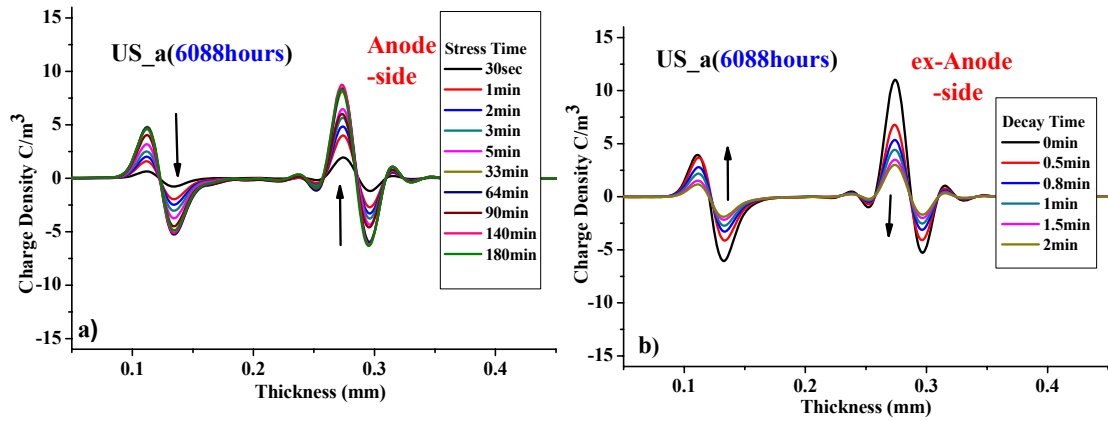 US_a(6088hours)
Anode
-side
Stress Time
30sec
1min
2min
3min
5min
33min
64min
90min
140min
180min
Charge Density C/m³
15
10
5
0
-5
-10
-15
a)
0.1
0.2
0.3
0.4
Thickness (mm)
US_a(6088hours)
ex-Anode
-side
Decay Time
0min
0.5min
0.8min
1min
1.5min
2min
Charge Density C/m³
15
10
5
0
-5
-10
-15
b)
0.1
0.2
0.3
0.4
Thickness (mm)